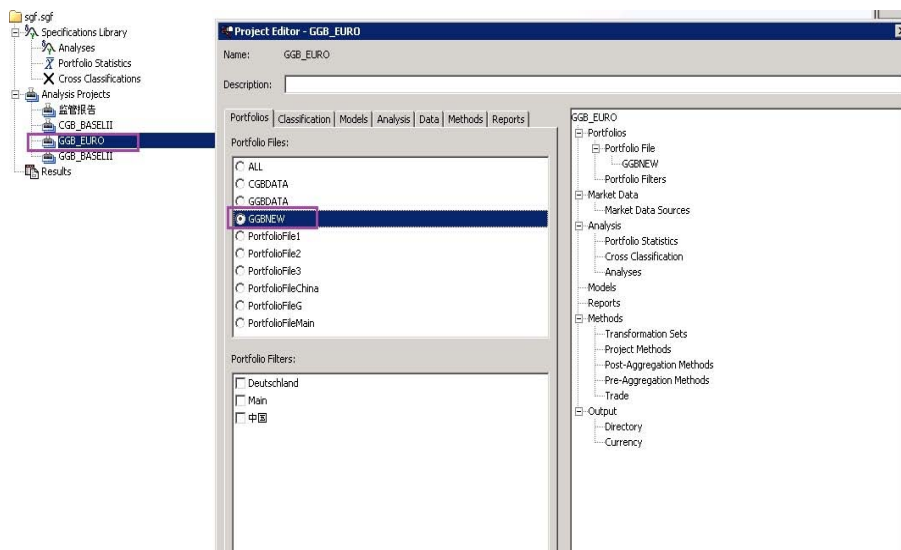 sgf.sgf
Specifications Library
Analyses
Portfolio Statistics
Cross Classifications
Analysis Projects
监管报告
CGB_BASELII
GGB_EURO
GGB_BASELII
Results
Project Editor - GGB_EURO
Name: GGB_EURO
Description:
Portfolios Classification Models Analysis Data Methods Reports
Portfolio Files:
ALL
CGBDATA
GGBDATA
GGBNEW
PortfolioFile1
PortfolioFile2
PortfolioFile3
PortfolioFileChina
PortfolioFileG
PortfolioFileMain
Portfolio Filters:
Deutschland
Main
中国
GGB_EURO
Portfolios
Portfolio File
GGBNEW
Portfolio Filters
Market Data
Market Data Sources
Analysis
Portfolio Statistics
Cross Classification
Analyses
Models
Reports
Methods
Transformation Sets
Project Methods
Post-Aggregation Methods
Pre-Aggregation Methods
Trade
Output
Directory
Currency